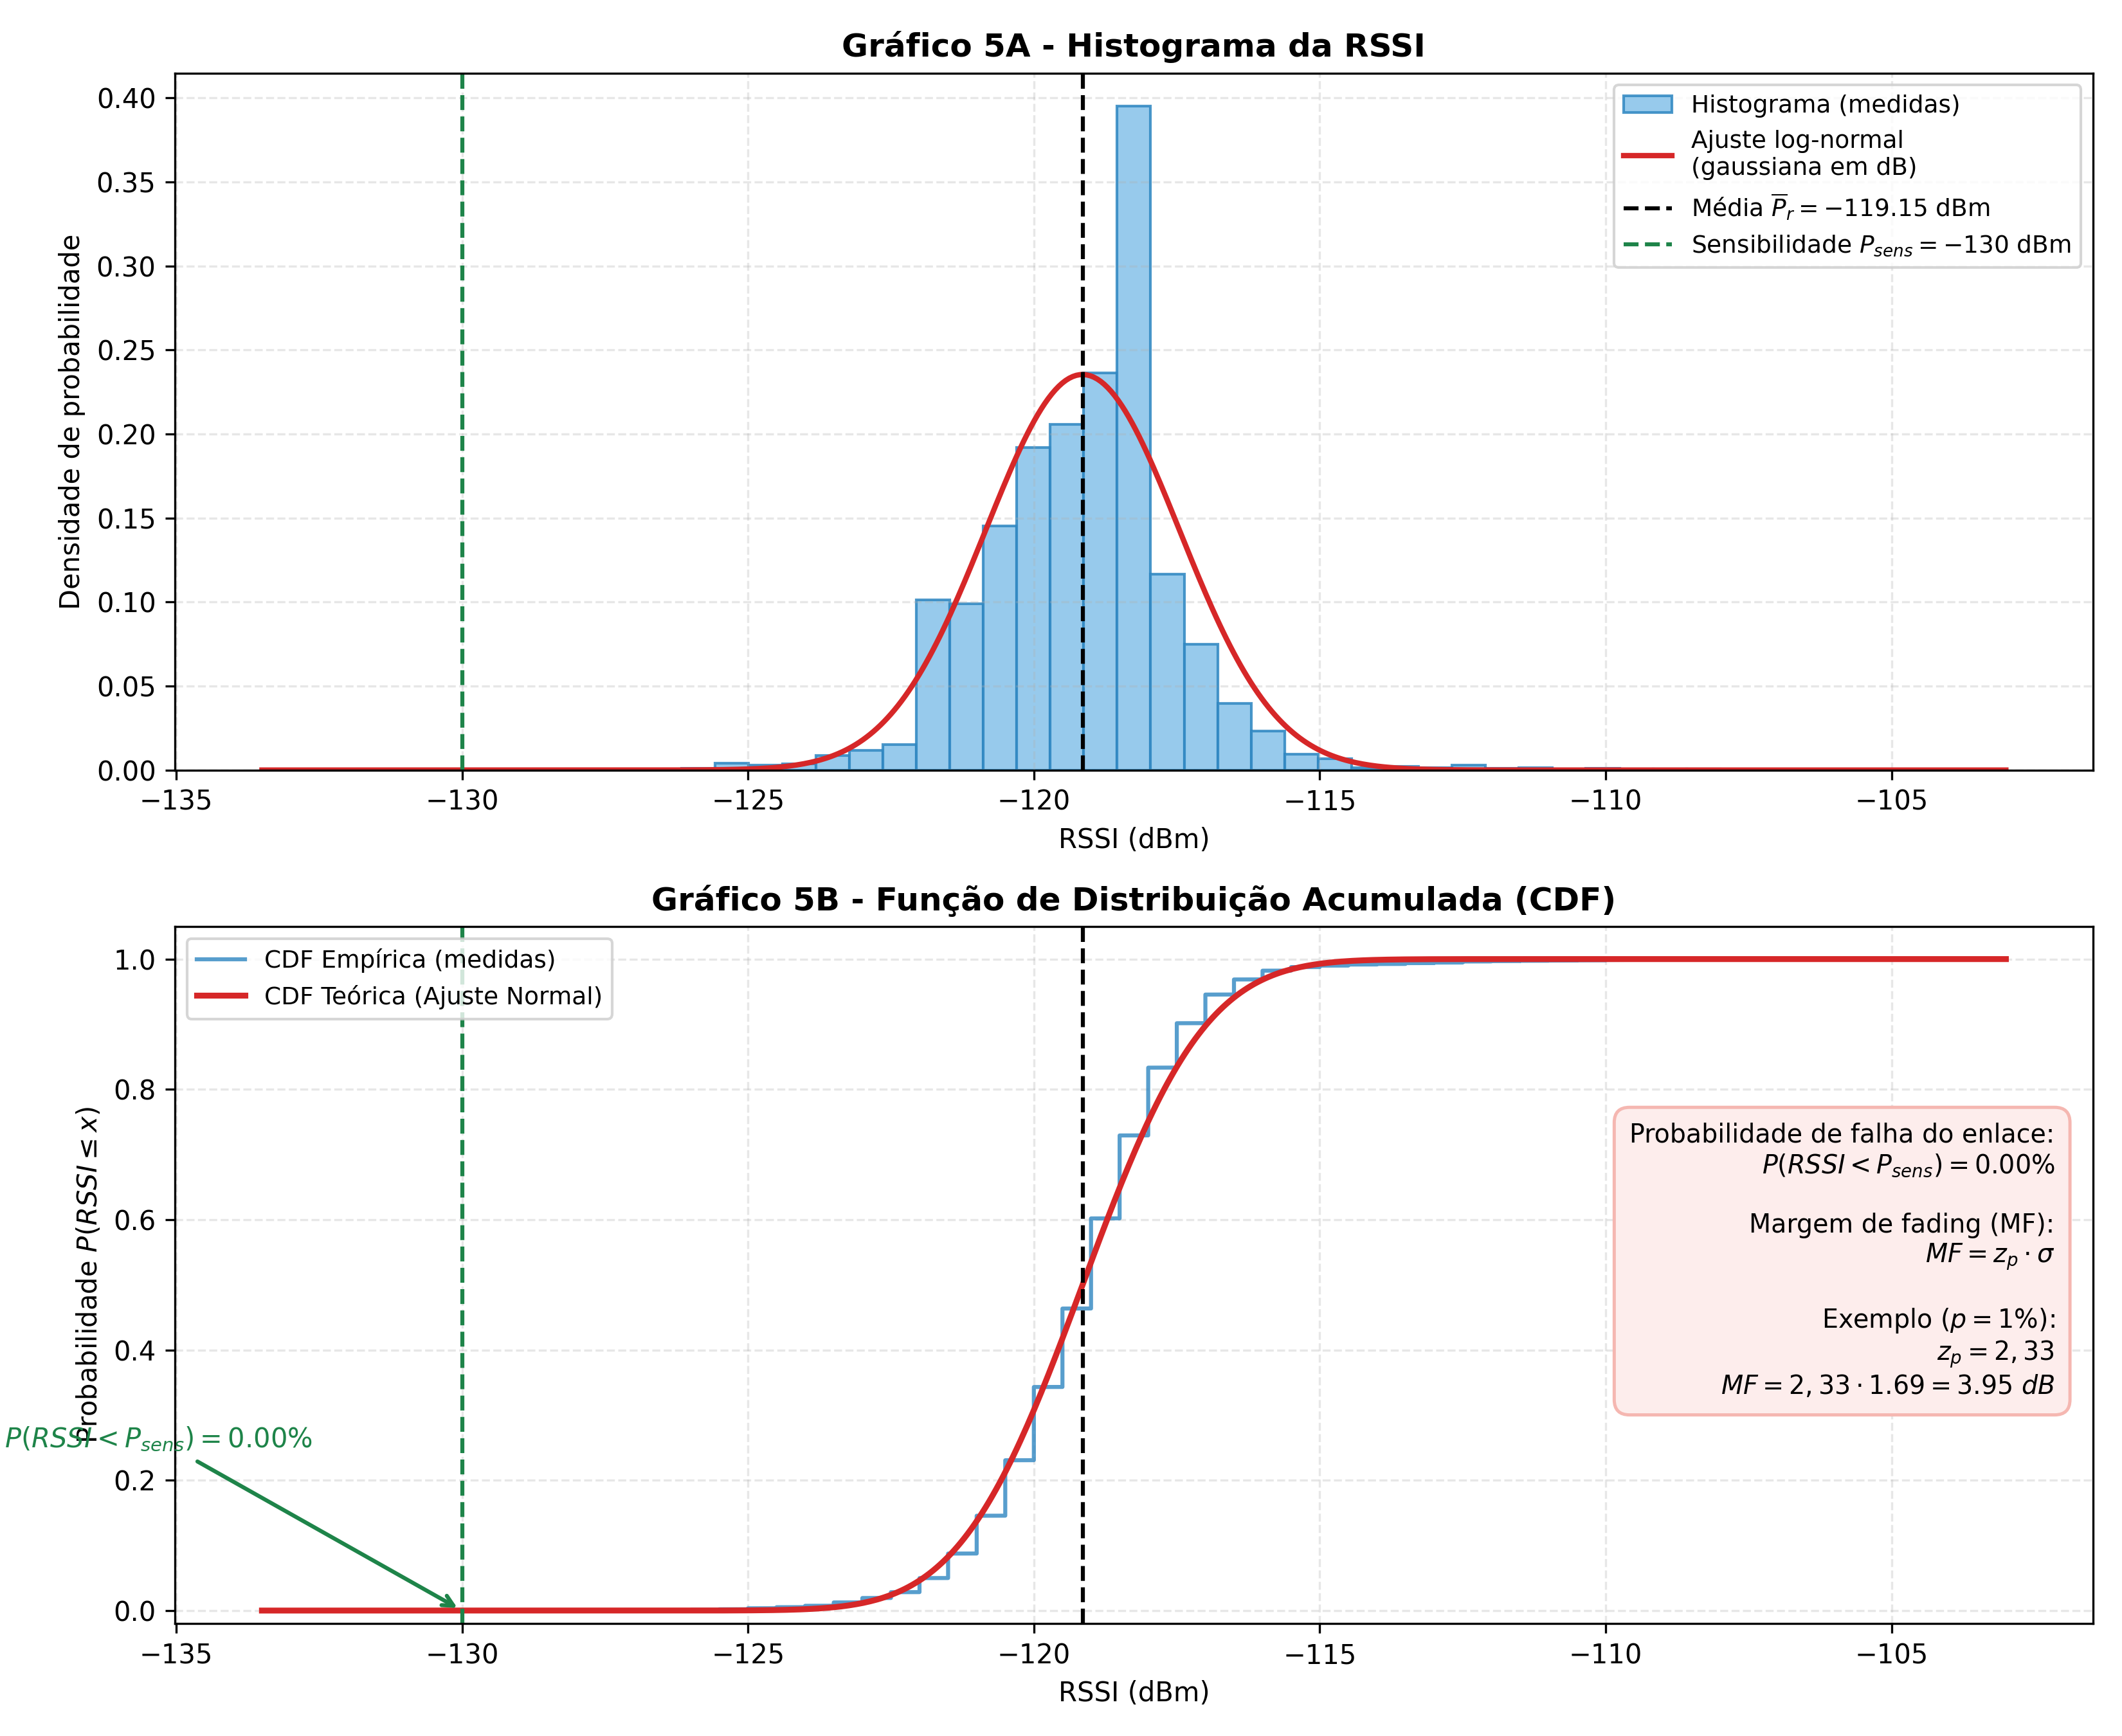 Gráfico 5A - Histograma da RSSI
Densidade de probabilidade
0.40
0.35
0.30
0.25
0.20
0.15
0.10
0.05
0.00
Histograma (medidas)
Ajuste log-normal
(gaussiana em dB)
Média P̅r = −119.15 dBm
Sensibilidade Psens = −130 dBm
−135 −130 −125 −120 −115 −110 −105
RSSI (dBm)
Gráfico 5B - Função de Distribuição Acumulada (CDF)
Probabilidade P(RSSI ≤ x)
1.0
0.8
0.6
0.4
0.2
0.0
CDF Empírica (medidas)
CDF Teórica (Ajuste Normal)
Probabilidade de falha do enlace:
P(RSSI < Psens) = 0.00%
Margem de fading (MF):
MF = zp · σ
Exemplo (p = 1%):
zp = 2, 33
MF = 2, 33 · 1.69 = 3.95 dB
P(RSSI < Psens) = 0.00%
−135 −130 −125 −120 −115 −110 −105
RSSI (dBm)